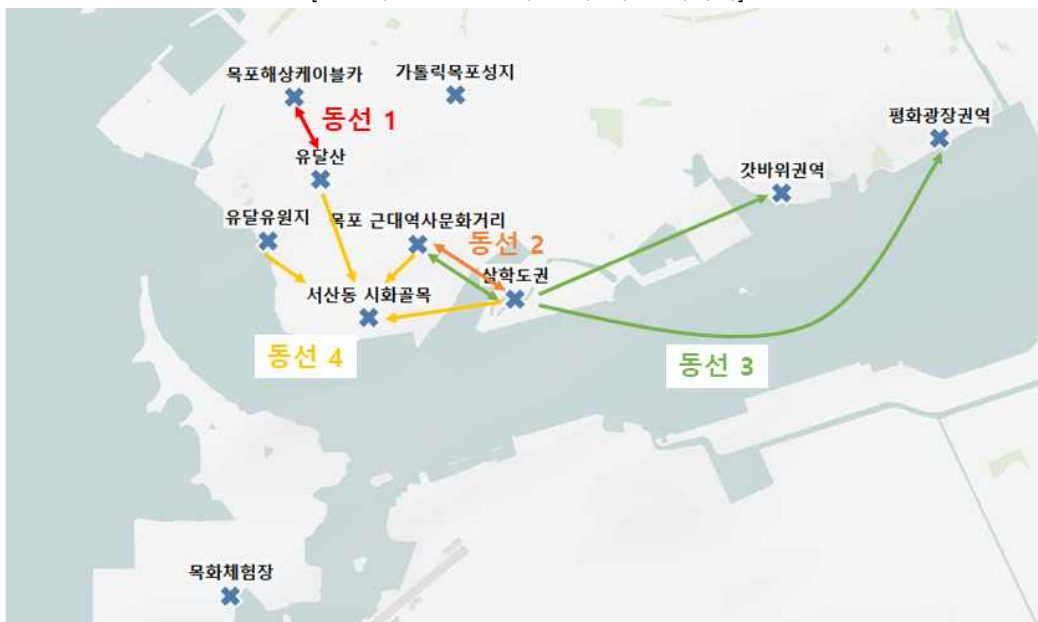 목포해상케이블카
가톨릭목포성지
동선 1
평화광장권역
유달산
갓바위권역
유달유원지
목포 근대역사문화거리
동선 2
삼학도권
서산동 시화골목
동선 4
동선 3
목화체험장